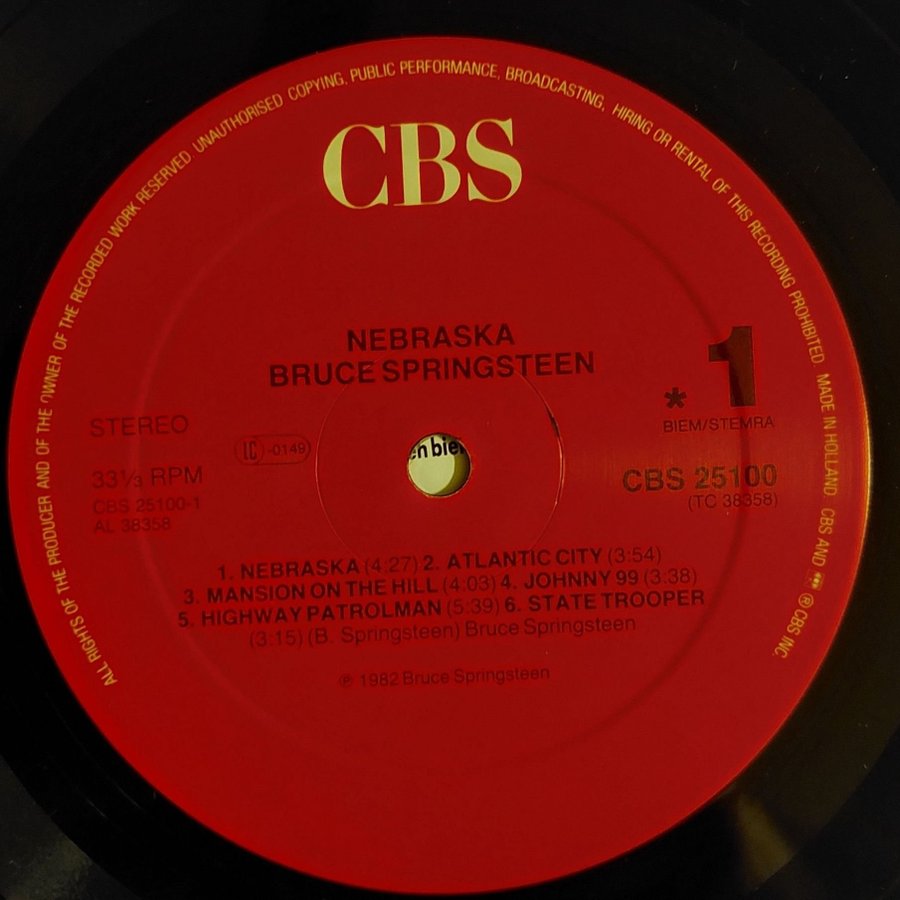 ALL RIGHTS OF THE PRODUCER AND OF THE OWNER OF THE RECORDED WORK RESERVED. UNAUTHORISED COPYING, PUBLIC PERFORMANCE, BROADCASTING, HIRING OR RENTAL OF THIS RECORDING PROHIBITED. MADE IN HOLLAND. CBS AND ℗ CBS INC.
CBS
NEBRASKA
BRUCE SPRINGSTEEN
* 1
STEREO
BIEM/STEMRA
LC -0149
en bie
33⅓ RPM
CBS 25100
CBS 25100-1
(TC 38358)
AL 38358
1. NEBRASKA (4:27) 2. ATLANTIC CITY (3:54)
3. MANSION ON THE HILL (4:03) 4. JOHNNY 99 (3:38)
5. HIGHWAY PATROLMAN (5:39) 6. STATE TROOPER
(3:15) (B. Springsteen) Bruce Springsteen
℗ 1982 Bruce Springsteen